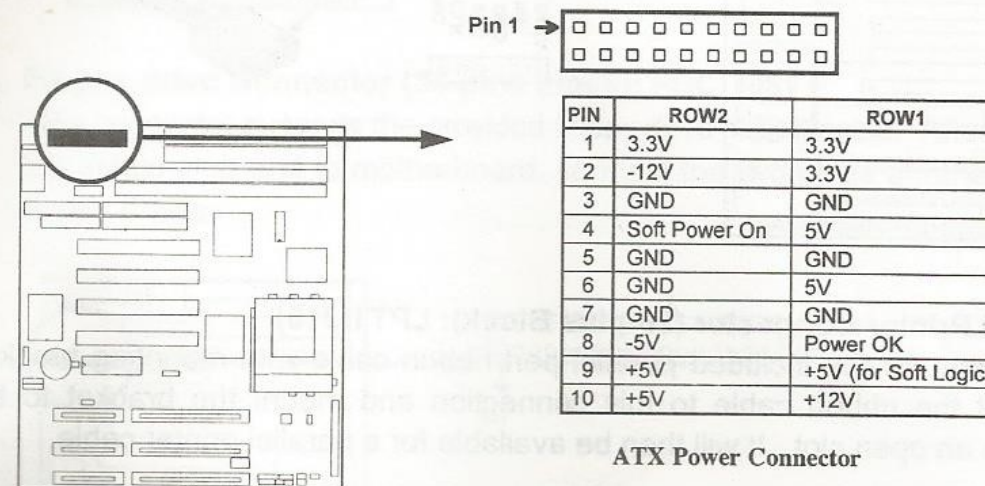 Pin 1
PIN ROW2 ROW1
1 3.3V 3.3V
2 -12V 3.3V
3 GND GND
4 Soft Power On 5V
5 GND GND
6 GND 5V
7 GND GND
8 -5V Power OK
9 +5V +5V (for Soft Logic
10 +5V +12V
ATX Power Connector